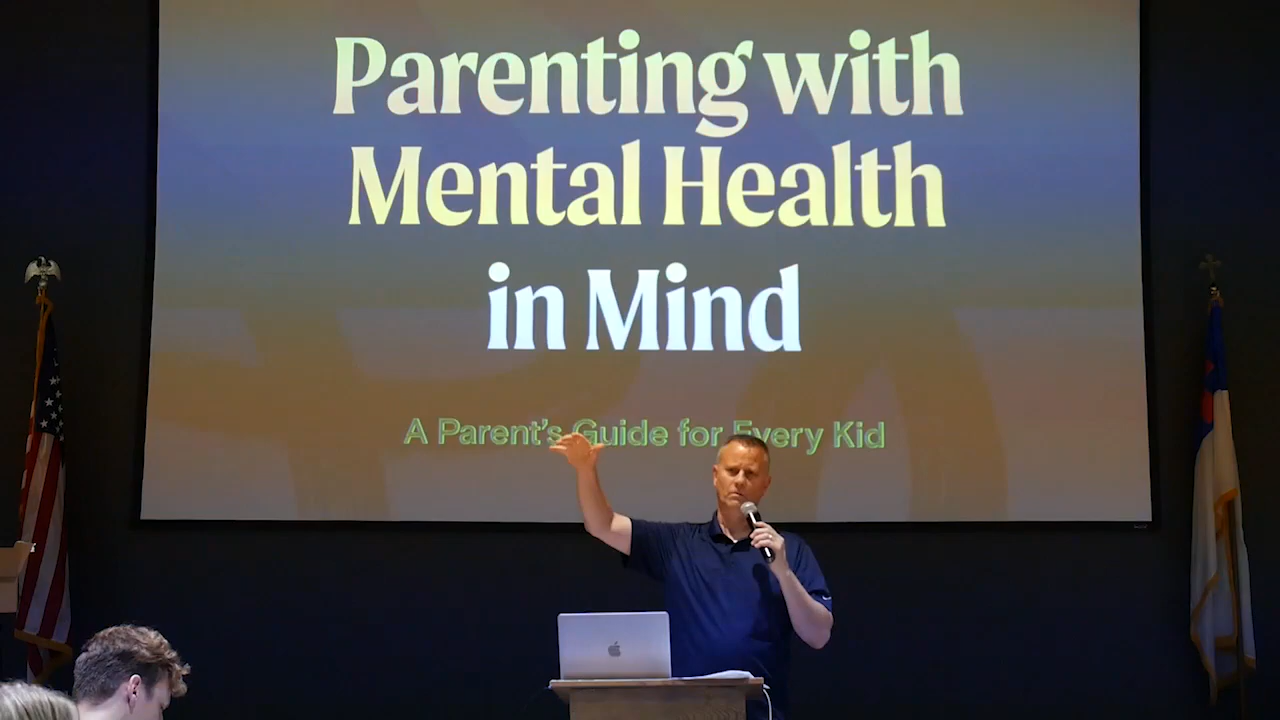 Parenting with
Mental Health
in Mind
A Parent's Guide for Every Kid